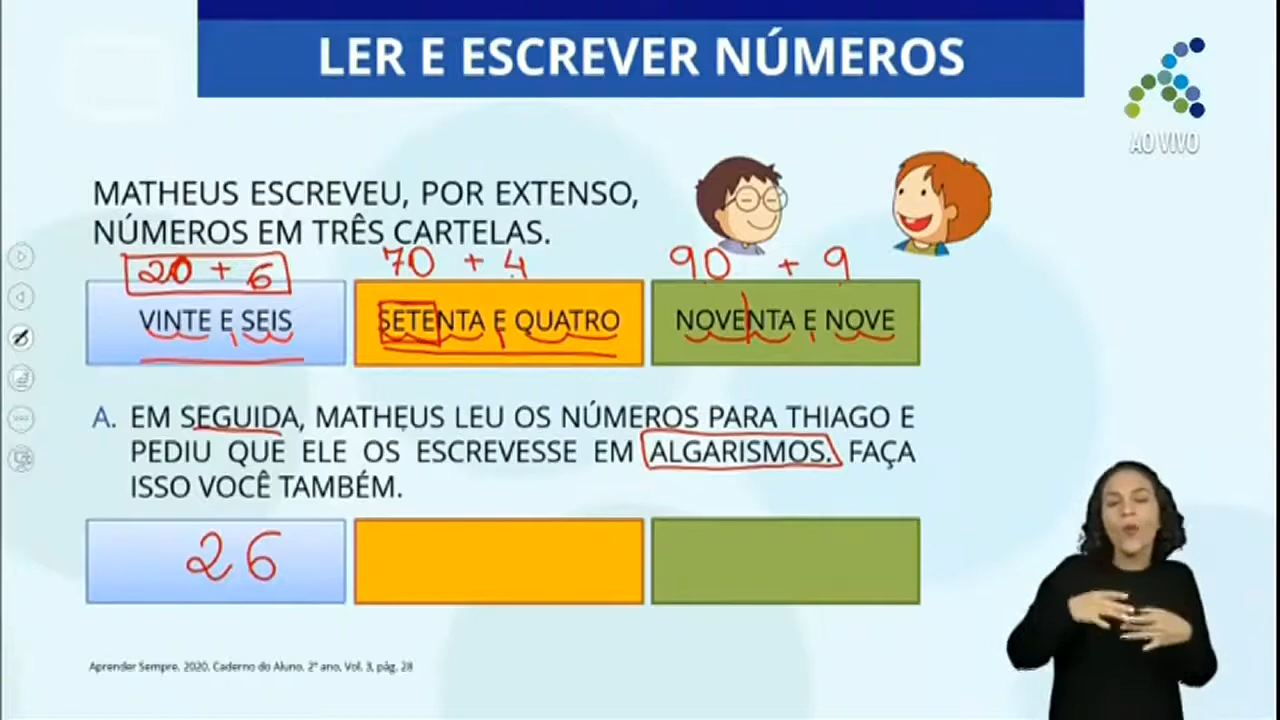 LER E ESCREVER NÚMEROS
AO VIVO
MATHEUS ESCREVEU, POR EXTENSO,
NÚMEROS EM TRÊS CARTELAS.
20 + 6
70 + 4
90 + 9
VINTE E SEIS
SETENTA E QUATRO
NOVENTA E NOVE
A. EM SEGUIDA, MATHEUS LEU OS NÚMEROS PARA THIAGO E
PEDIU QUE ELE OS ESCREVESSE EM ALGARISMOS. FAÇA
ISSO VOCÊ TAMBÉM.
26
Aprender Sempre. 2020. Caderno do Aluno. 2° ano. Vol. 3, pág. 28